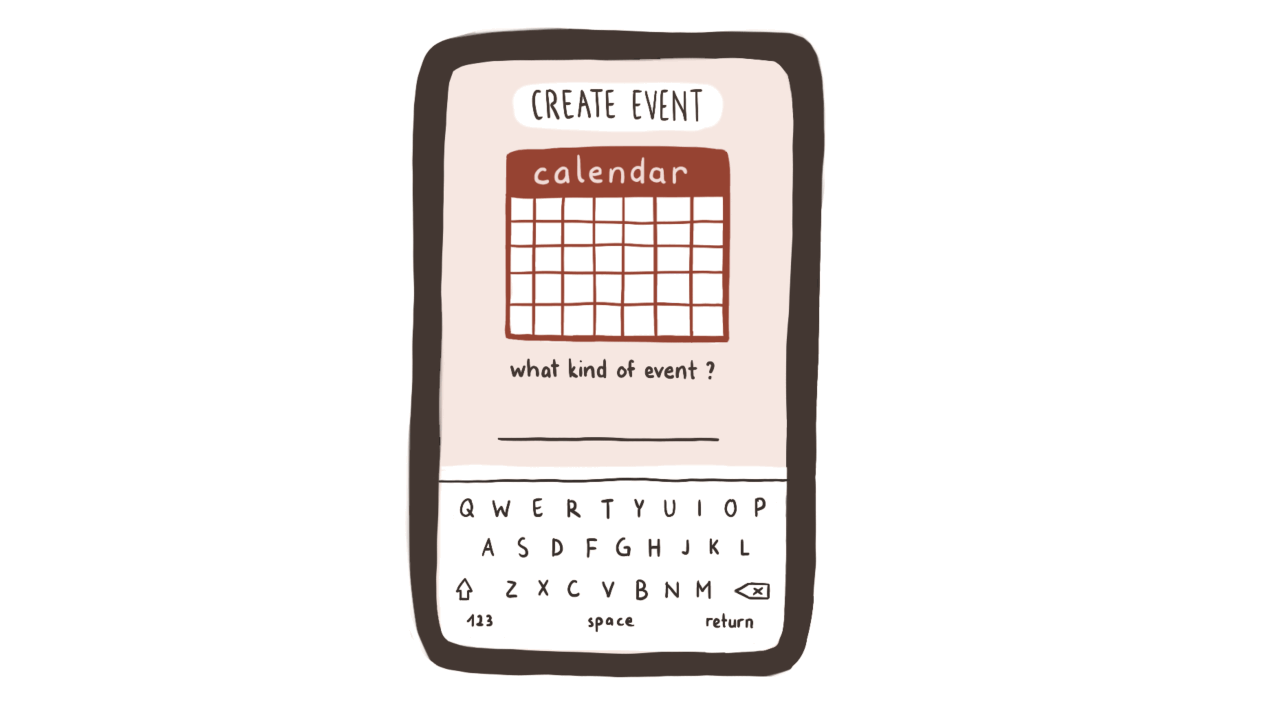 CREATE EVENT
calendar
what kind of event ?
Q W E R T Y U I O P
A S D F G H J K L
Z X C V B N M
123 space return